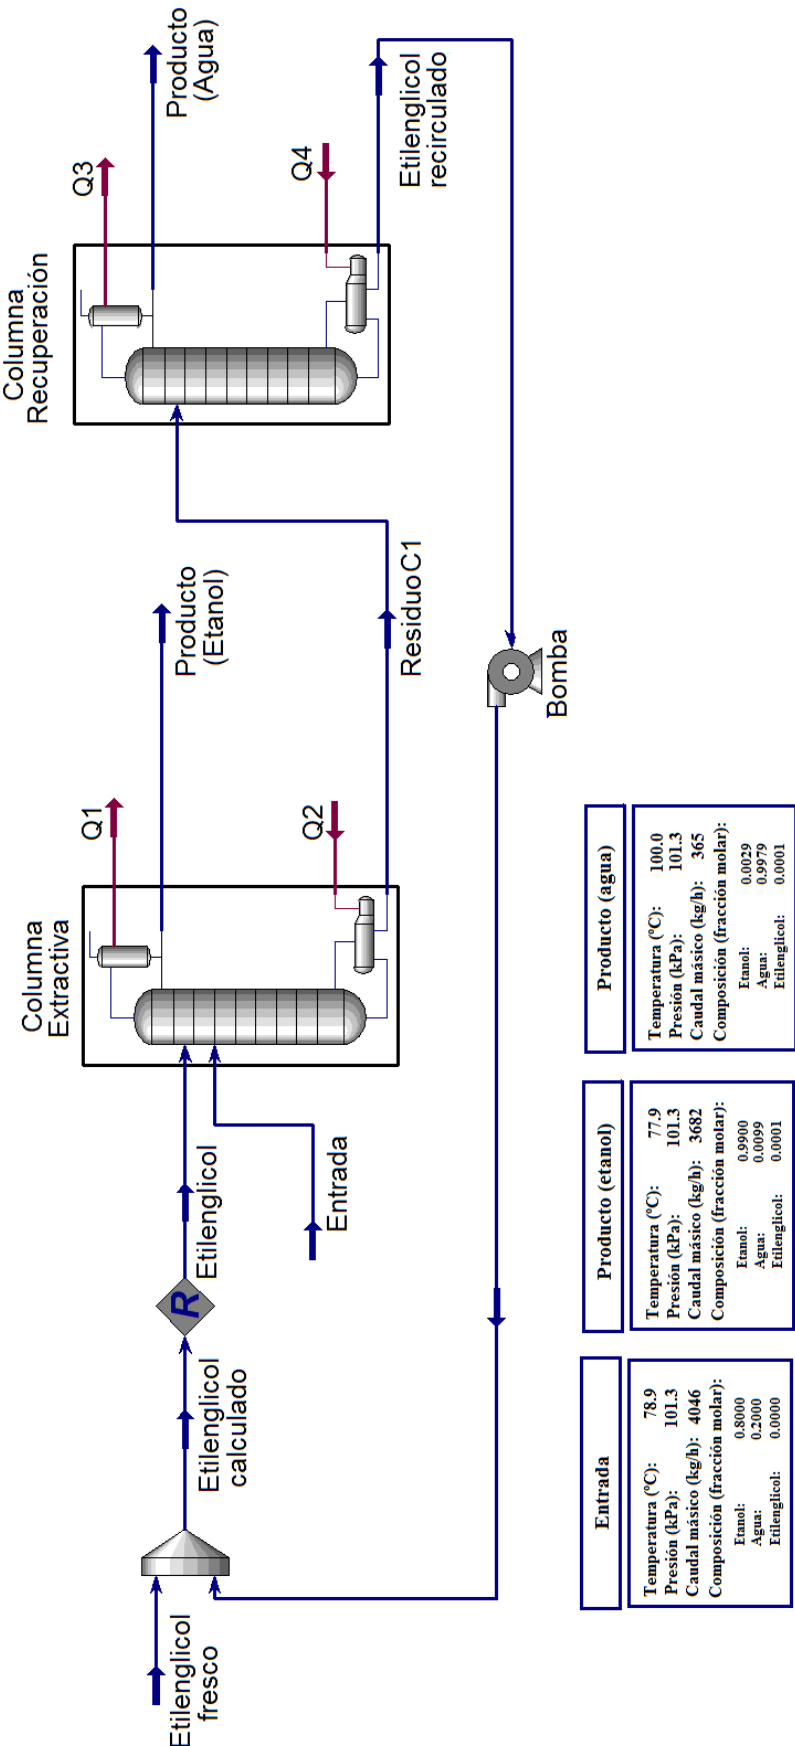 Etilenglicol
fresco
Etilenglicol
calculado
R
Etilenglicol
Entrada
Columna
Extractiva
Q1
Q2
Producto
(Etanol)
ResiduoC1
Columna
Recuperación
Q3
Q4
Producto
(Agua)
Etilenglicol
recirculado
Bomba
Entrada
Temperatura (ºC): 78.9
Presión (kPa): 101.3
Caudal másico (kg/h): 4046
Composición (fracción molar):
Etanol: 0.8000
Agua: 0.2000
Etilenglicol: 0.0000
Producto (etanol)
Temperatura (ºC): 77.9
Presión (kPa): 101.3
Caudal másico (kg/h): 3682
Composición (fracción molar):
Etanol: 0.9900
Agua: 0.0099
Etilenglicol: 0.0001
Producto (agua)
Temperatura (ºC): 100.0
Presión (kPa): 101.3
Caudal másico (kg/h): 365
Composición (fracción molar):
Etanol: 0.0029
Agua: 0.9979
Etilenglicol: 0.0001